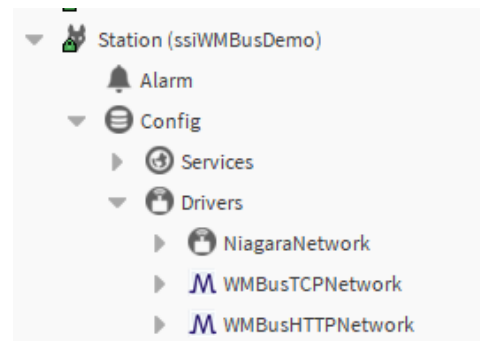 Station (ssiWMBusDemo)
Alarm
Config
Services
Drivers
NiagaraNetwork
WMBusTCPNetwork
WMBusHTTPNetwork